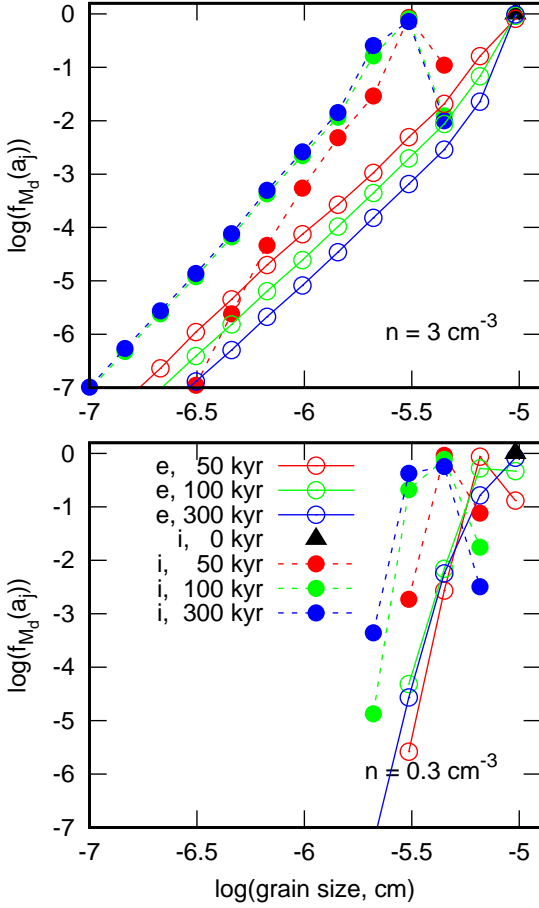 0
-1
-2
-3
-4
-5
-6
-7
log(f_{M_d}(a_j))
n = 3 cm^{-3}
-7 -6.5 -6 -5.5 -5
0
-1
-2
-3
-4
-5
-6
-7
log(f_{M_d}(a_j))
e, 50 kyr
e, 100 kyr
e, 300 kyr
i, 0 kyr
i, 50 kyr
i, 100 kyr
i, 300 kyr
n = 0.3 cm^{-3}
-7 -6.5 -6 -5.5 -5
log(grain size, cm)